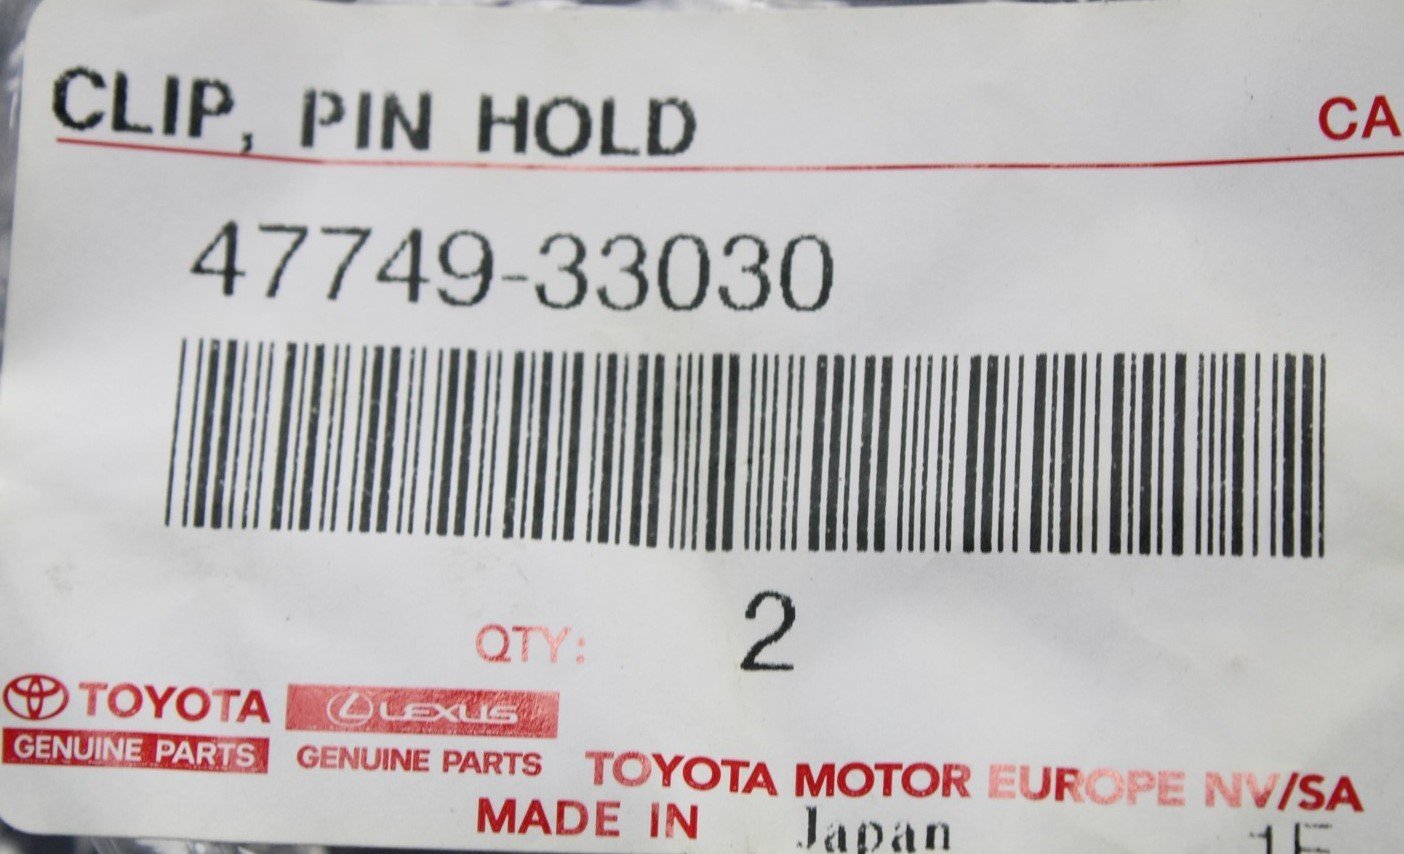 CLIP, PIN HOLD
CA
47749-33030
QTY: 2
TOYOTA LEXUS
GENUINE PARTS GENUINE PARTS
TOYOTA MOTOR EUROPE NV/SA
MADE IN Japan